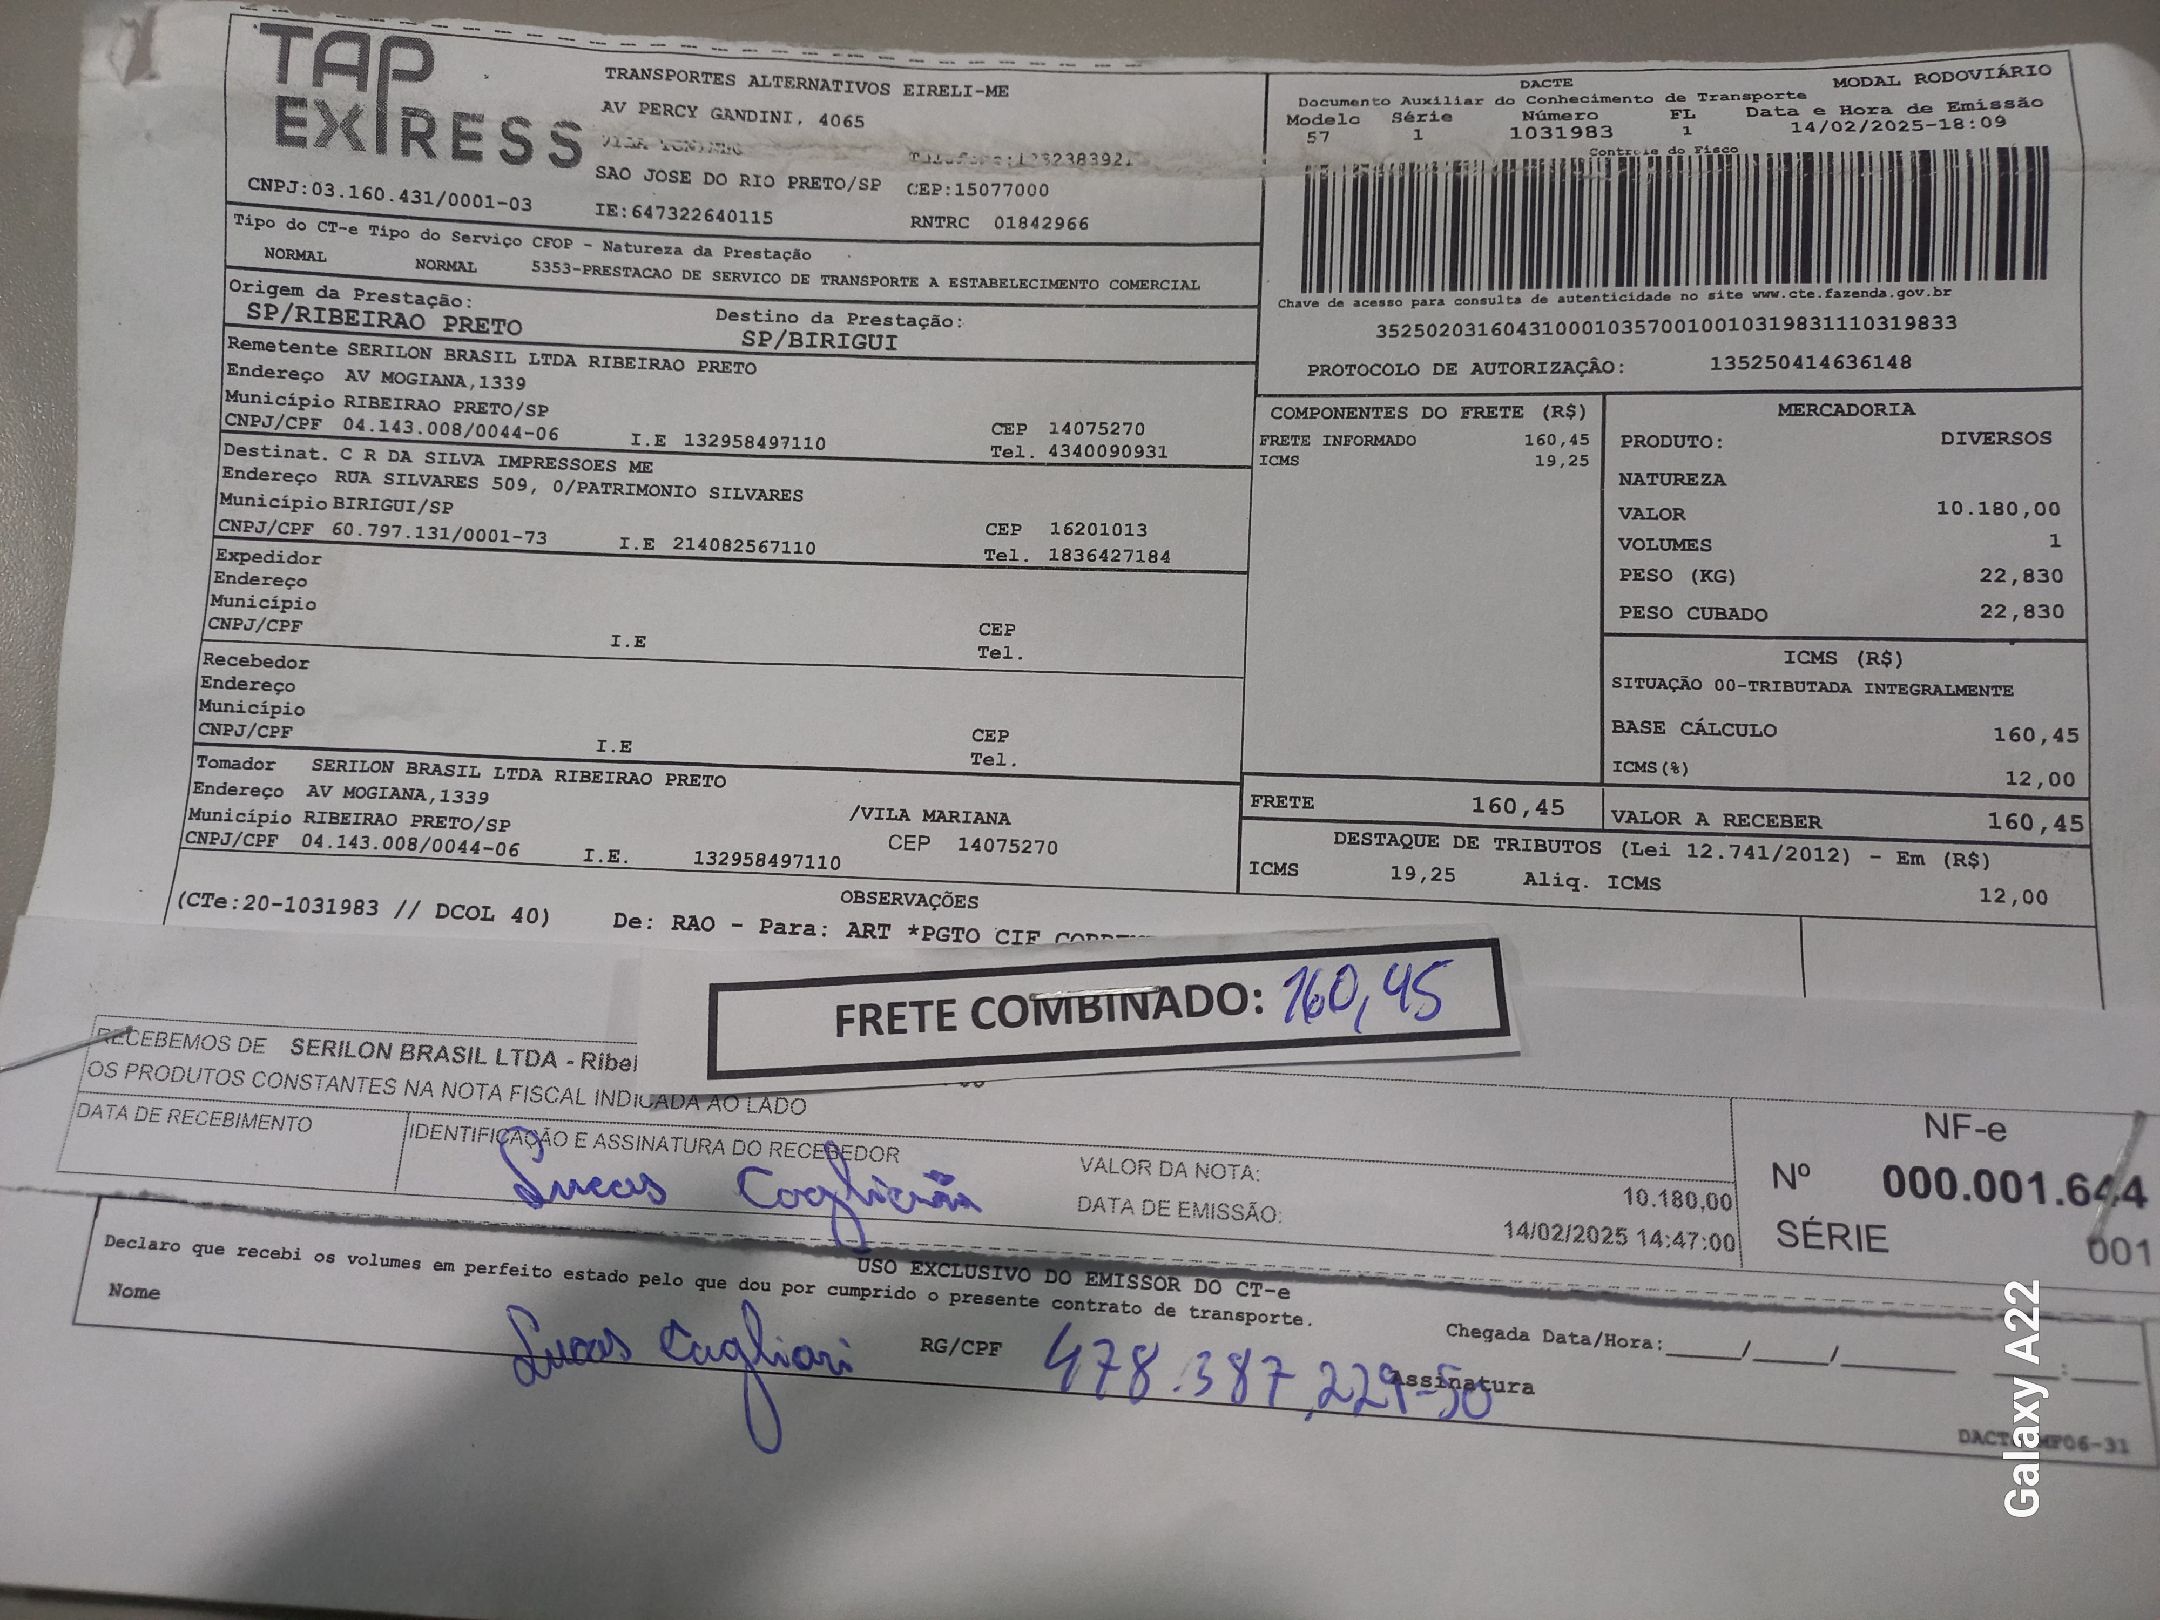 TAP
EXPRESS
TRANSPORTES ALTERNATIVOS EIRELI-ME
AV PERCY GANDINI, 4065
SAO JOSE DO RIO PRETO/SP CEP:15077000
CNPJ:03.160.431/0001-03
IE:647322640115 RNTRC 01842966
DACTE MODAL RODOVIÁRIO
Documento Auxiliar do Conhecimento de Transporte
Modelo Série Número FL Data e Hora de Emissão
57 1 1031983 1 14/02/2025-18:09
Controle do Fisco
Chave de acesso para consulta de autenticidade no site www.cte.fazenda.gov.br
35250203160431000103570010010319831110319833
PROTOCOLO DE AUTORIZAÇÂO: 135250414636148
Tipo do CT-e Tipo do Serviço CFOP - Natureza da Prestação
NORMAL NORMAL 5353-PRESTACAO DE SERVICO DE TRANSPORTE A ESTABELECIMENTO COMERCIAL
Origem da Prestação: Destino da Prestação:
SP/RIBEIRAO PRETO SP/BIRIGUI
Remetente SERILON BRASIL LTDA RIBEIRAO PRETO
Endereço AV MOGIANA,1339
Município RIBEIRAO PRETO/SP CEP 14075270
CNPJ/CPF 04.143.008/0044-06 I.E 132958497110 Tel. 4340090931
Destinat. C R DA SILVA IMPRESSOES ME
Endereço RUA SILVARES 509, 0/PATRIMONIO SILVARES
Município BIRIGUI/SP CEP 16201013
CNPJ/CPF 60.797.131/0001-73 I.E 214082567110 Tel. 1836427184
Expedidor
Endereço
Município CEP
CNPJ/CPF I.E Tel.
Recebedor
Endereço
Município CEP
CNPJ/CPF I.E Tel.
Tomador SERILON BRASIL LTDA RIBEIRAO PRETO
Endereço AV MOGIANA,1339 /VILA MARIANA
Município RIBEIRAO PRETO/SP CEP 14075270
CNPJ/CPF 04.143.008/0044-06 I.E. 132958497110
COMPONENTES DO FRETE (R$)
FRETE INFORMADO 160,45
ICMS 19,25
MERCADORIA
PRODUTO: DIVERSOS
NATUREZA
VALOR 10.180,00
VOLUMES 1
PESO (KG) 22,830
PESO CUBADO 22,830
ICMS (R$)
SITUAÇÃO 00-TRIBUTADA INTEGRALMENTE
BASE CÁLCULO 160,45
ICMS(%) 12,00
FRETE 160,45 VALOR A RECEBER 160,45
DESTAQUE DE TRIBUTOS (Lei 12.741/2012) - Em (R$)
ICMS 19,25 Aliq. ICMS 12,00
OBSERVAÇÕES
(CTe:20-1031983 // DCOL 40) De: RAO - Para: ART *PGTO CIF
FRETE COMBINADO: 160,45
RECEBEMOS DE SERILON BRASIL LTDA - Ribei
OS PRODUTOS CONSTANTES NA NOTA FISCAL INDICADA AO LADO
DATA DE RECEBIMENTO IDENTIFICAÇÃO E ASSINATURA DO RECEBEDOR
Lucas Cagliari
VALOR DA NOTA: 10.180,00
DATA DE EMISSÃO: 14/02/2025 14:47:00
NF-e
Nº 000.001.644
SÉRIE 001
USO EXCLUSIVO DO EMISSOR DO CT-e
Declaro que recebi os volumes em perfeito estado pelo que dou por cumprido o presente contrato de transporte.
Nome Lucas Cagliari RG/CPF 478.387.229-50 Assinatura
Chegada Data/Hora:_____/_____/_______ ____:____
Galaxy A22